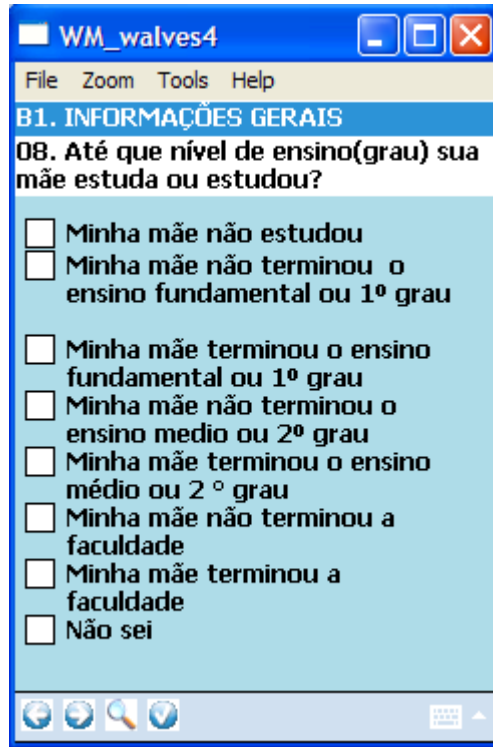 WM_walves4
File Zoom Tools Help
B1. INFORMAÇÕES GERAIS
08. Até que nível de ensino(grau) sua
mãe estuda ou estudou?
Minha mãe não estudou
Minha mãe não terminou o
ensino fundamental ou 1º grau
Minha mãe terminou o ensino
fundamental ou 1º grau
Minha mãe não terminou o
ensino medio ou 2º grau
Minha mãe terminou o ensino
médio ou 2 º grau
Minha mãe não terminou a
faculdade
Minha mãe terminou a
faculdade
Não sei